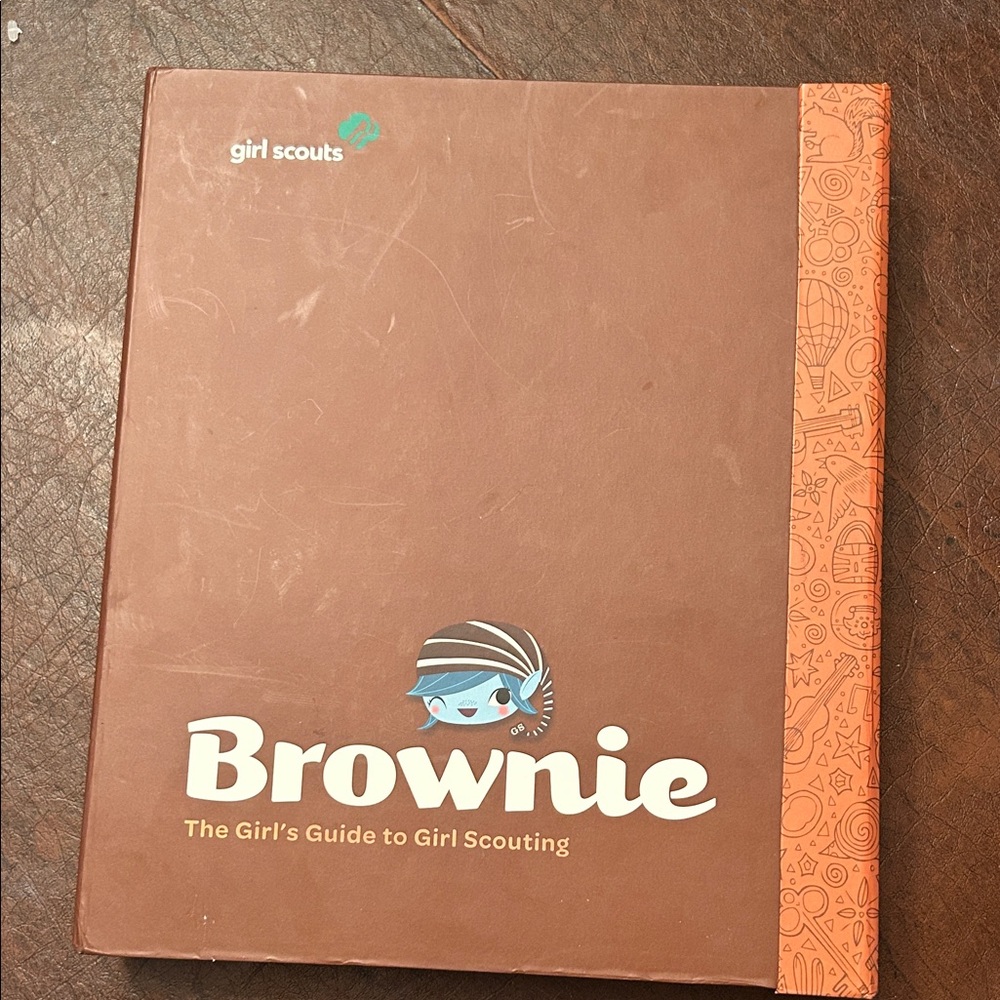 girl scouts
GS
Brownie
The Girl's Guide to Girl Scouting